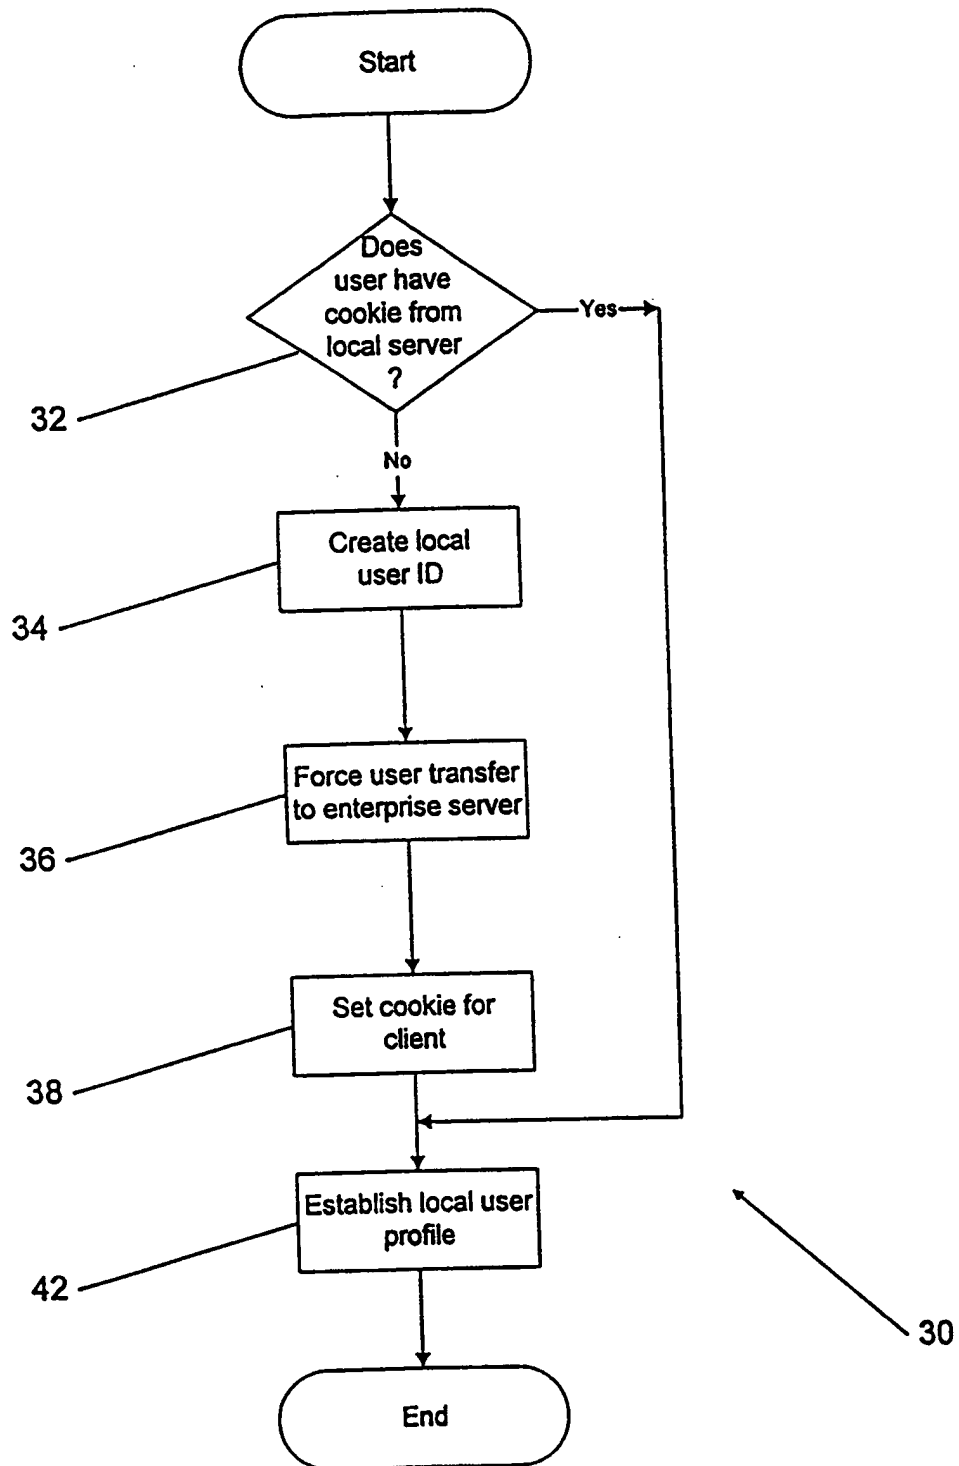 Start
Does
user have
cookie from
local server
?
Yes
32
No
Create local
user ID
34
Force user transfer
to enterprise server
36
Set cookie for
client
38
Establish local user
profile
42
30
End